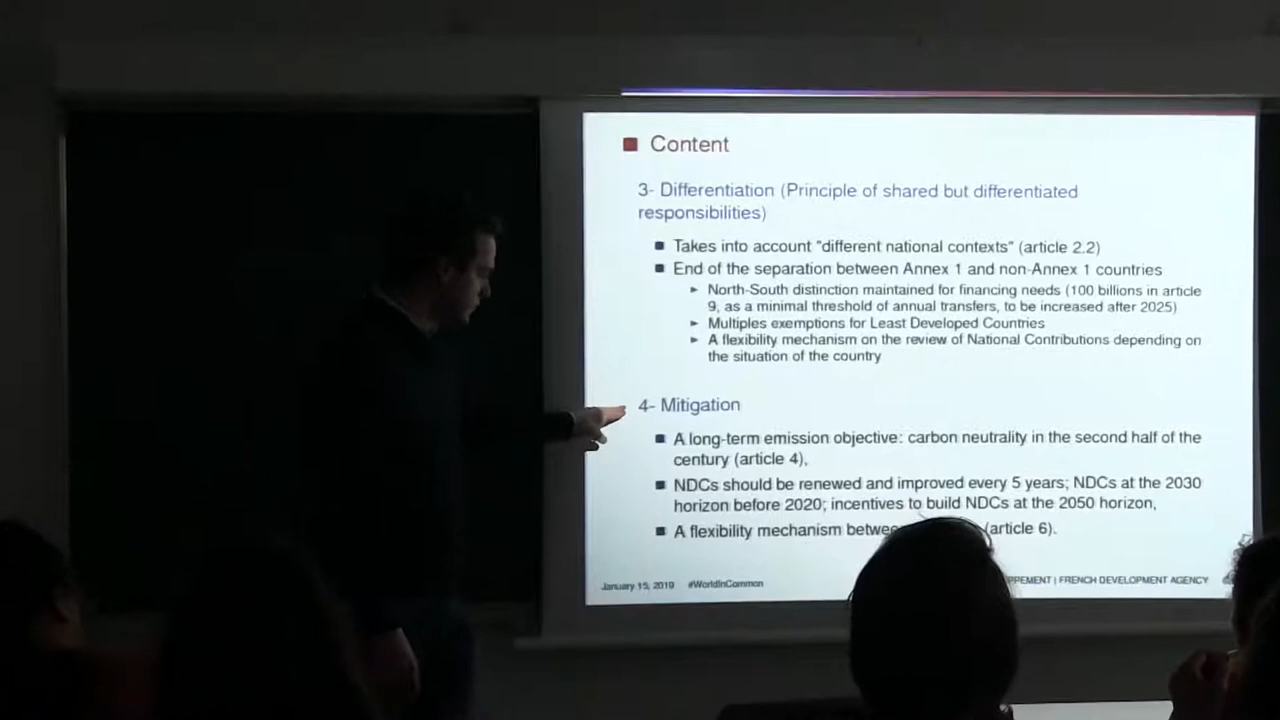 Content
3- Differentiation (Principle of shared but differentiated
responsibilities)
Takes into account "different national contexts" (article 2.2)
End of the separation between Annex 1 and non-Annex 1 countries
North-South distinction maintained for financing needs (100 billions in article
9, as a minimal threshold of annual transfers, to be increased after 2025)
Multiples exemptions for Least Developed Countries
A flexibility mechanism on the review of National Contributions depending on
the situation of the country
4- Mitigation
A long-term emission objective: carbon neutrality in the second half of the
century (article 4),
NDCs should be renewed and improved every 5 years; NDCs at the 2030
horizon before 2020; incentives to build NDCs at the 2050 horizon,
A flexibility mechanism (article 6).
January 15, 2019 #WorldInCommon | FRENCH DEVELOPMENT AGENCY